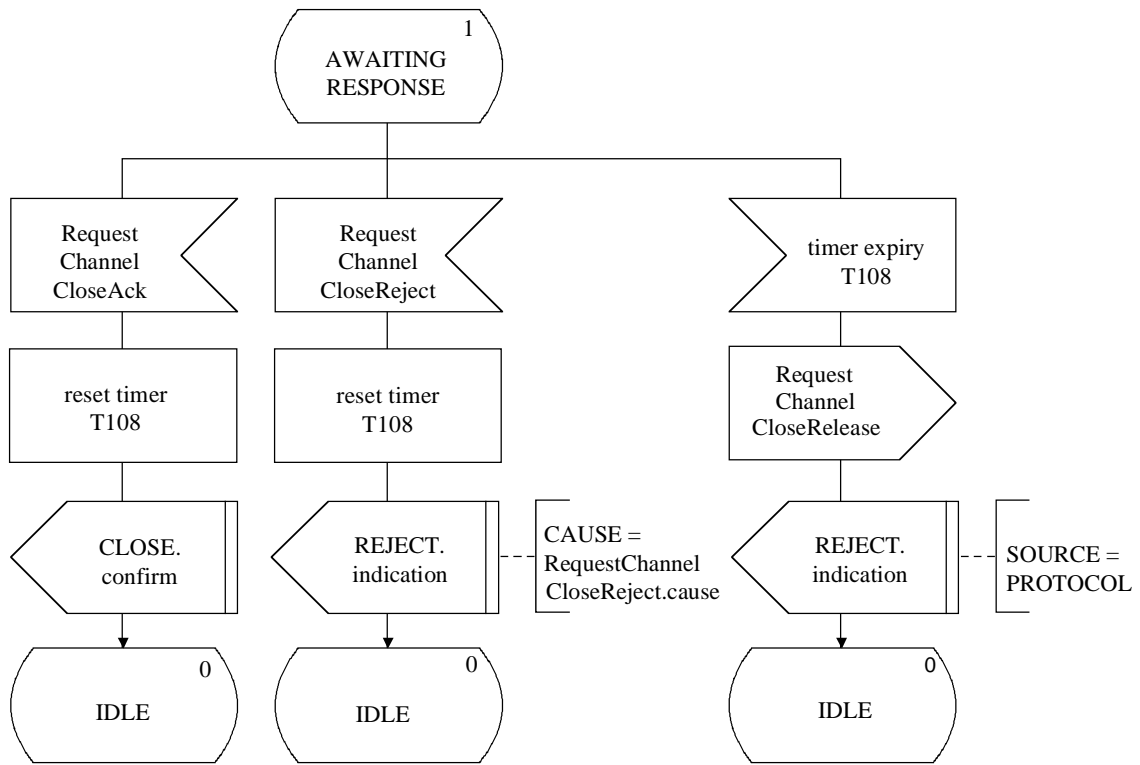 1
AWAITING
RESPONSE
Request
Channel
CloseAck
Request
Channel
CloseReject
timer expiry
T108
reset timer
T108
reset timer
T108
Request
Channel
CloseRelease
CLOSE.
confirm
REJECT.
indication
CAUSE =
RequestChannel
CloseReject.cause
REJECT.
indication
SOURCE =
PROTOCOL
0
IDLE
0
IDLE
0
IDLE